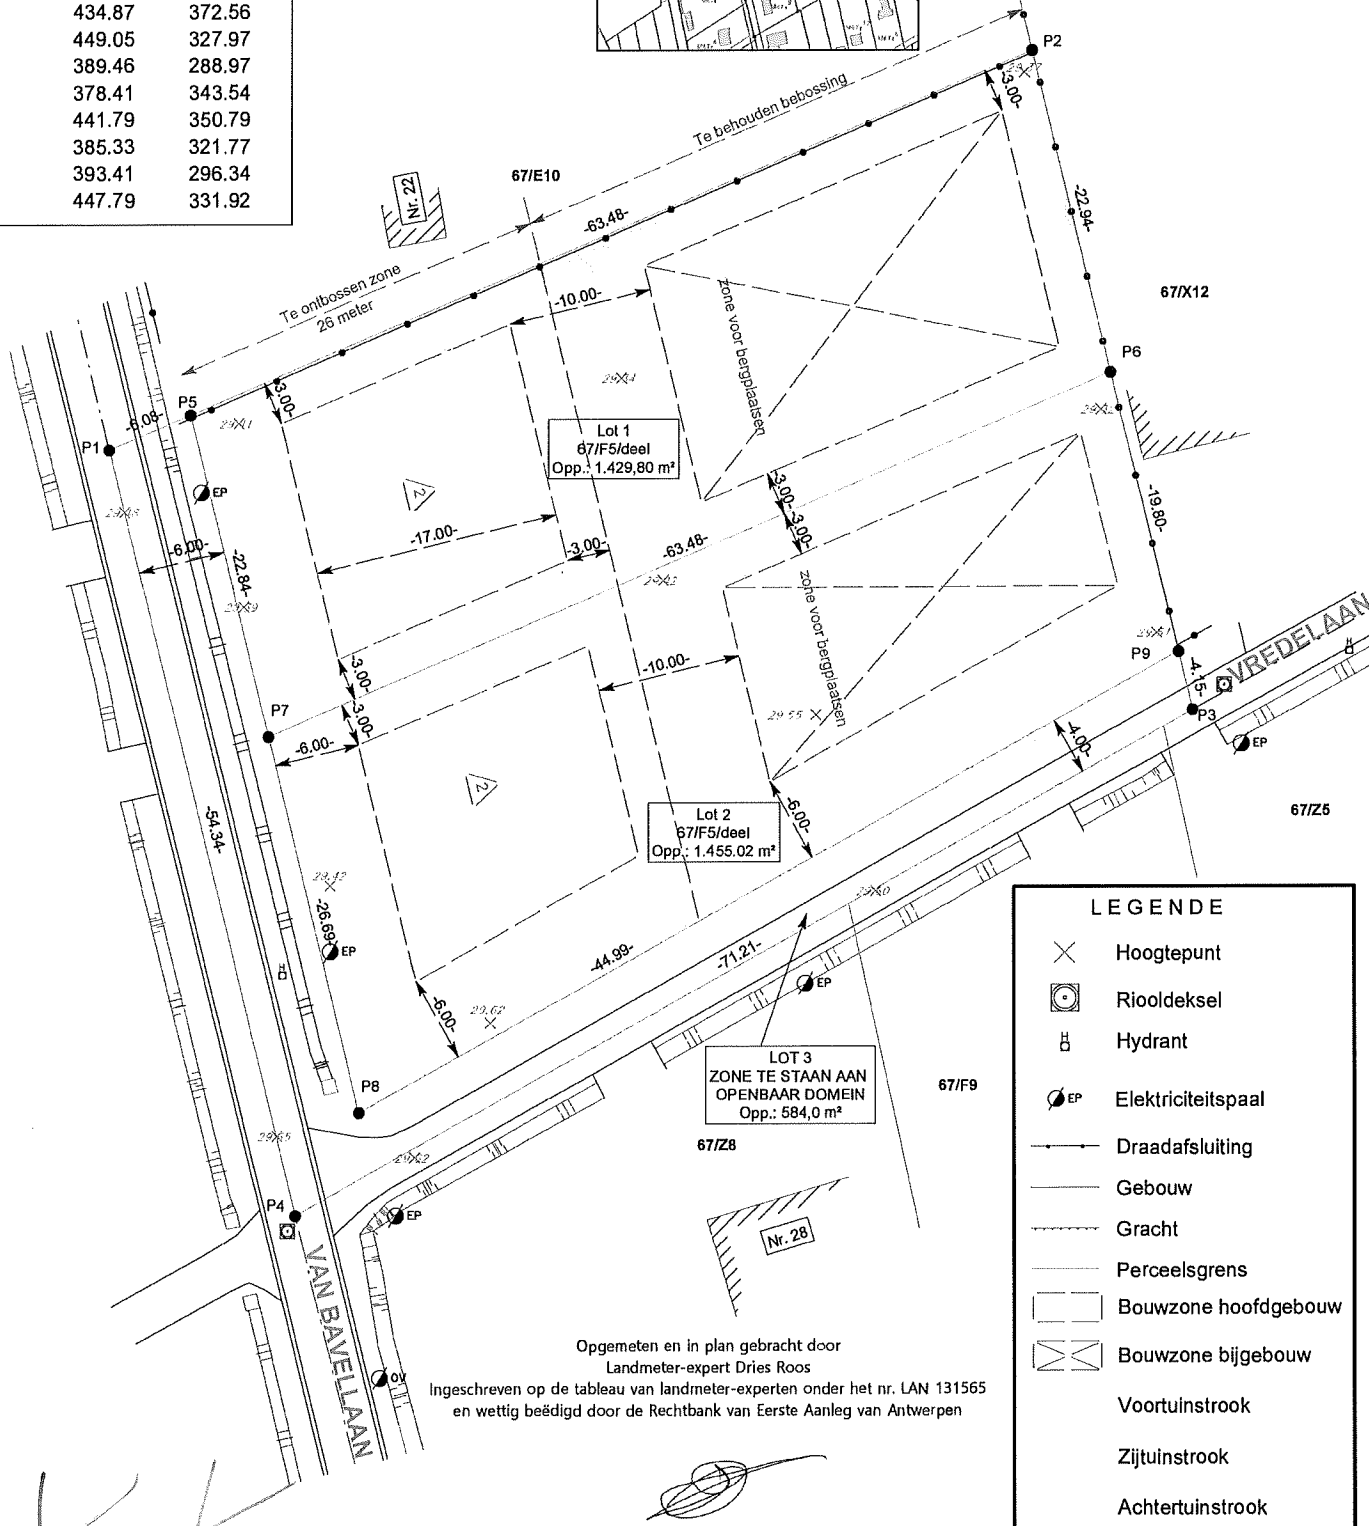 434.87 372.56
449.05 327.97
389.46 288.97
378.41 343.54
441.79 350.79
385.33 321.77
393.41 296.34
447.79 331.92
P2
-3.00-
Te behouden bebossing
67/E10
Nr. 22
-63.48-
-22.94-
Te ontbossen zone
26 meter
-10.00-
67/X12
zone voor bergplaatsen
P6
-3.00-
P5
-6.08-
P1
Lot 1
67/F5/deel
Opp.: 1.429,80 m²
EP
2
-17.00-
-3.00-
-3.00-
-3.00-
-63.48-
-19.80-
-6.00-
-22.84-
zone voor bergplaatsen
VREDELAAN
H
P9
-4.15-
P3
-3.00-
-3.00-
-10.00-
29.55
P7
-6.00-
-4.00-
EP
2
-54.34-
Lot 2
67/F5/deel
Opp.: 1.455.02 m²
-6.00-
67/Z5
29.42
-26.69-
EP
H
-44.99-
-71.21-
EP
-6.00-
29.62
P8
LOT 3
ZONE TE STAAN AAN
OPENBAAR DOMEIN
Opp.: 584,0 m²
67/F9
67/Z8
P4
EP
Nr. 28
VAN BAVELLAAN
OV
Opgemeten en in plan gebracht door
Landmeter-expert Dries Roos
Ingeschreven op de tableau van landmeter-experten onder het nr. LAN 131565
en wettig beëdigd door de Rechtbank van Eerste Aanleg van Antwerpen
LEGENDE
Hoogtepunt
Riooldeksel
H Hydrant
EP Elektriciteitspaal
Draadafsluiting
Gebouw
Gracht
Perceelsgrens
Bouwzone hoofdgebouw
Bouwzone bijgebouw
Voortuinstrook
Zijtuinstrook
Achtertuinstrook